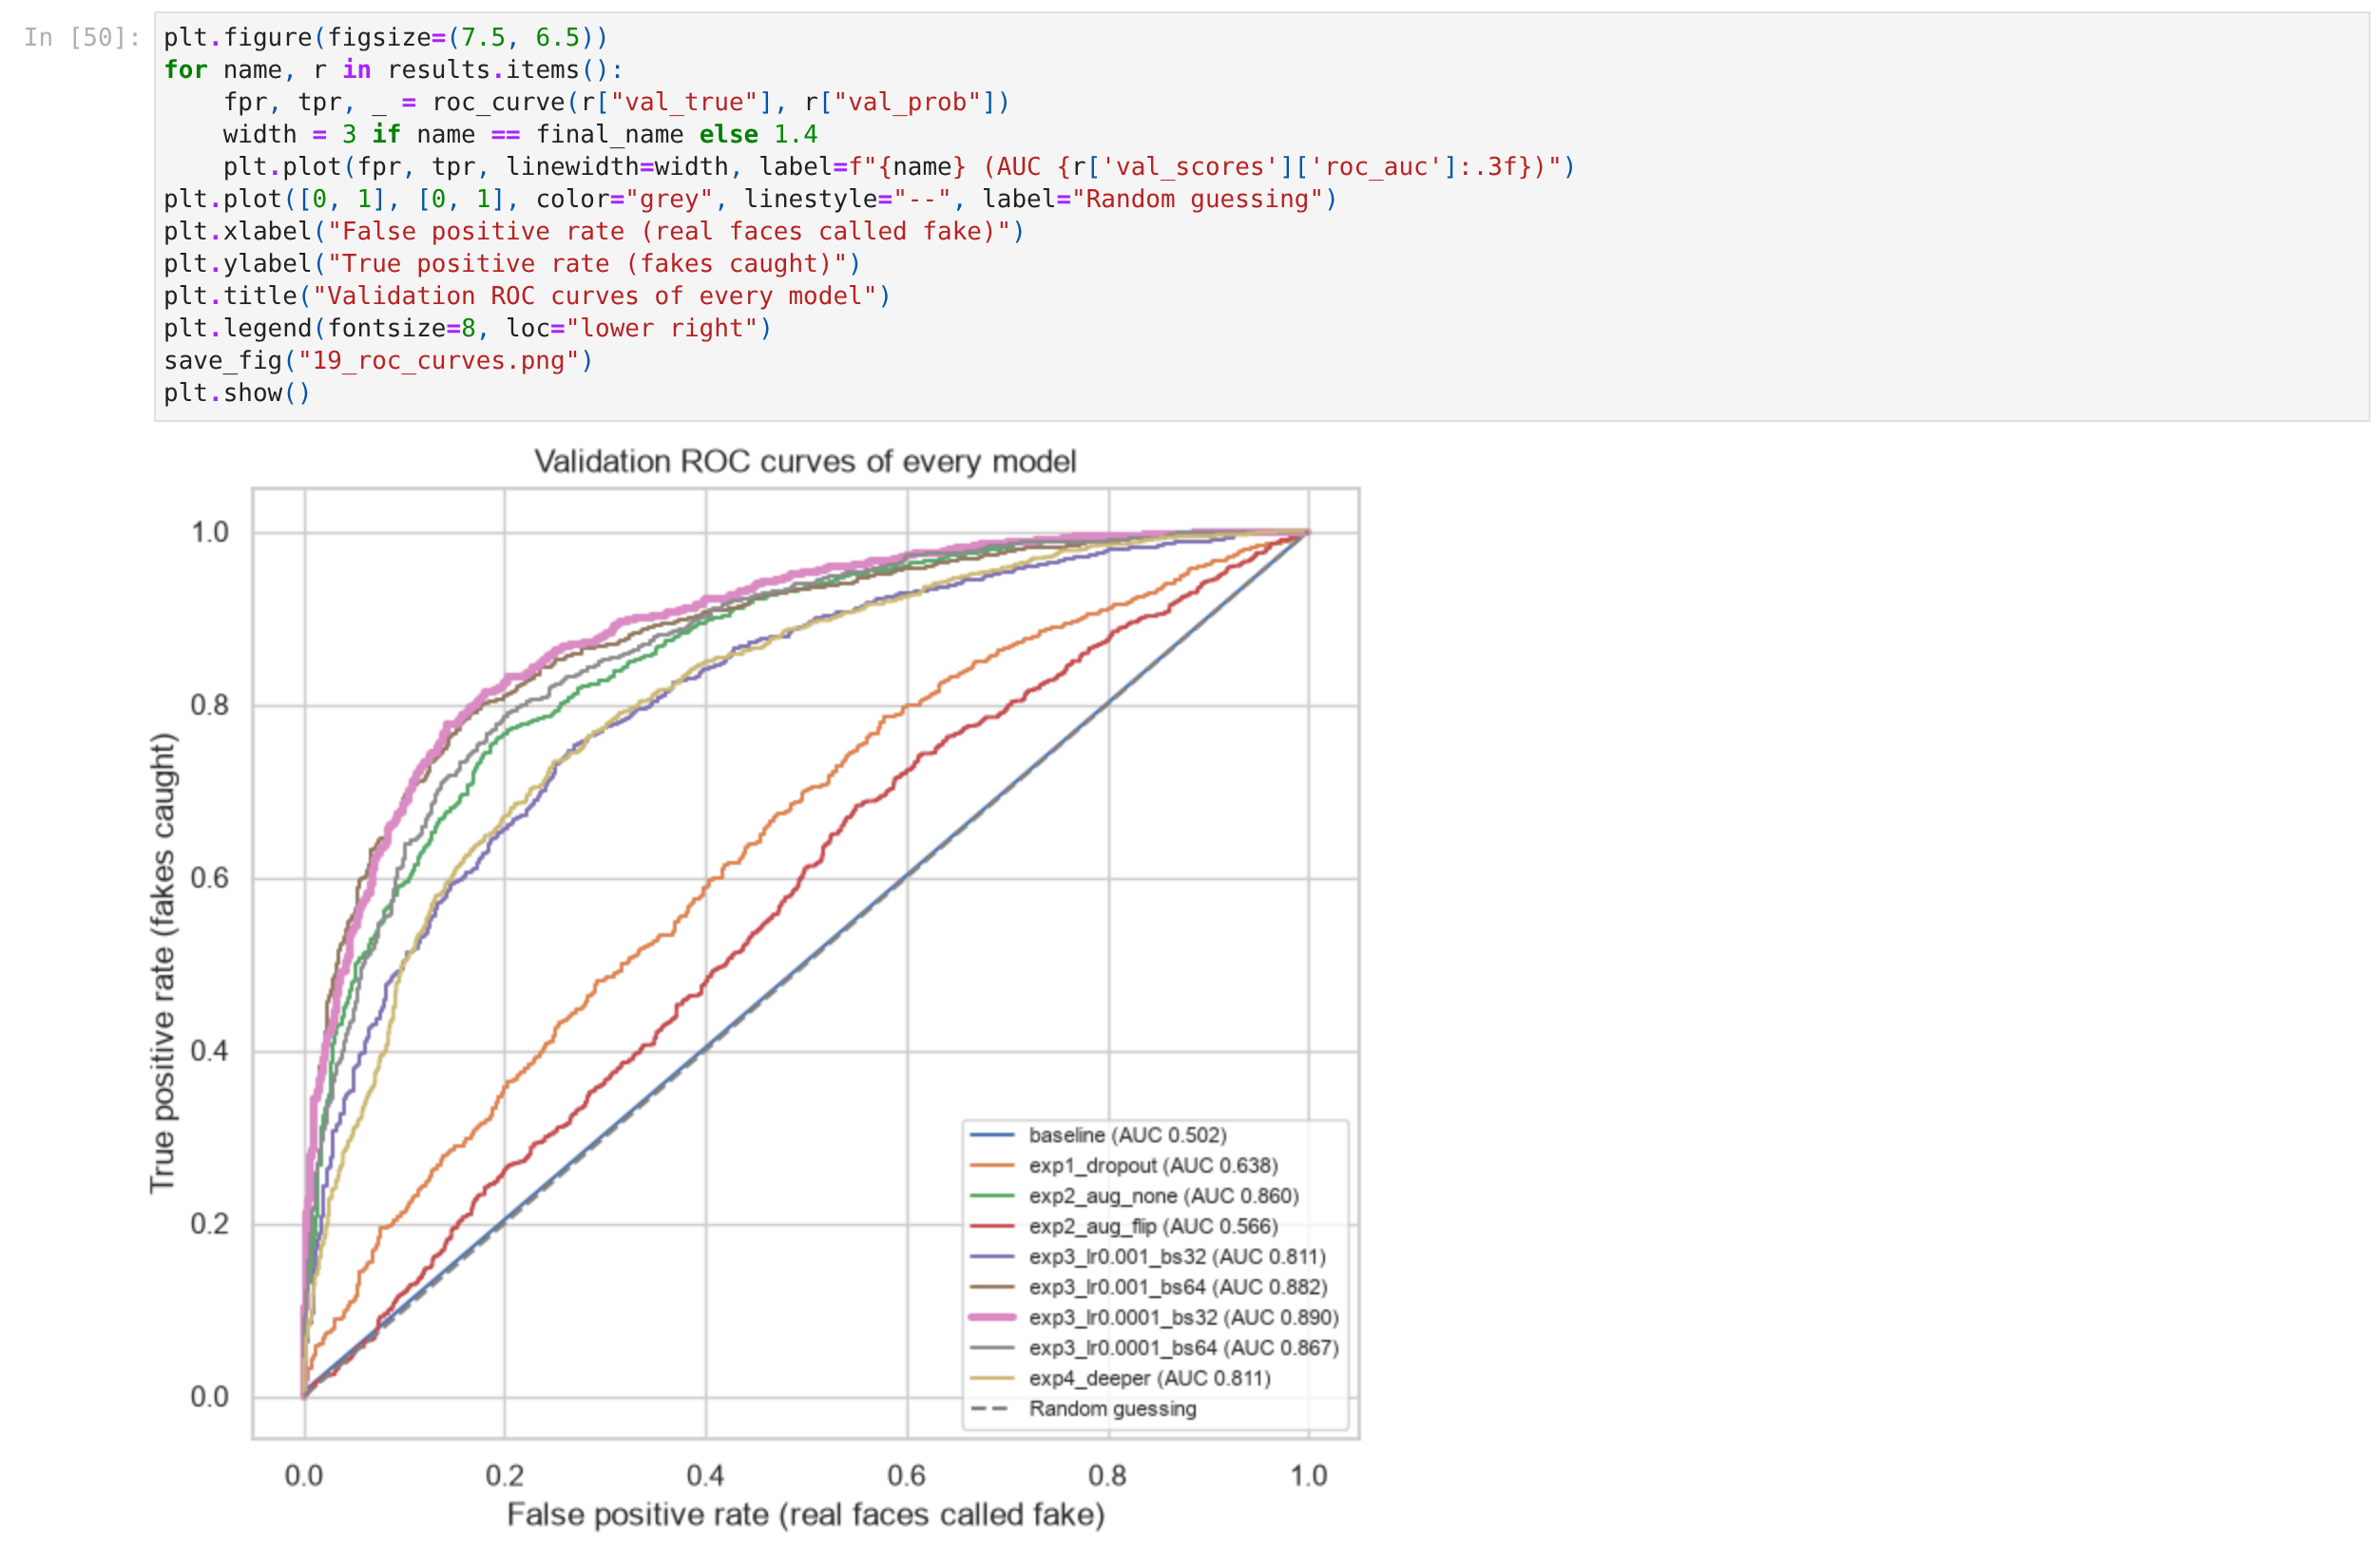 In [50]:
plt.figure(figsize=(7.5, 6.5))
for name, r in results.items():
    fpr, tpr, _ = roc_curve(r["val_true"], r["val_prob"])
    width = 3 if name == final_name else 1.4
    plt.plot(fpr, tpr, linewidth=width, label=f"{name} (AUC {r['val_scores']['roc_auc']:.3f})")
plt.plot([0, 1], [0, 1], color="grey", linestyle="--", label="Random guessing")
plt.xlabel("False positive rate (real faces called fake)")
plt.ylabel("True positive rate (fakes caught)")
plt.title("Validation ROC curves of every model")
plt.legend(fontsize=8, loc="lower right")
save_fig("19_roc_curves.png")
plt.show()
Validation ROC curves of every model
True positive rate (fakes caught)
1.0
0.8
0.6
0.4
0.2
0.0
baseline (AUC 0.502)
exp1_dropout (AUC 0.638)
exp2_aug_none (AUC 0.860)
exp2_aug_flip (AUC 0.566)
exp3_lr0.001_bs32 (AUC 0.811)
exp3_lr0.001_bs64 (AUC 0.882)
exp3_lr0.0001_bs32 (AUC 0.890)
exp3_lr0.0001_bs64 (AUC 0.867)
exp4_deeper (AUC 0.811)
Random guessing
0.0 0.2 0.4 0.6 0.8 1.0
False positive rate (real faces called fake)